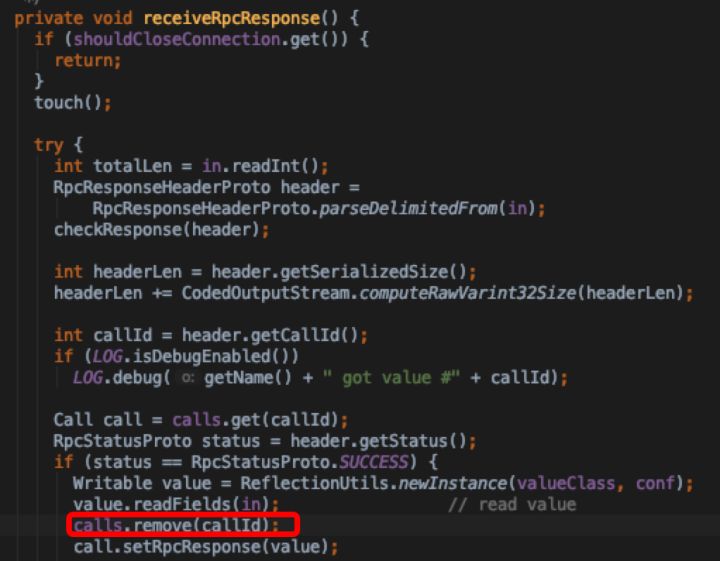 */
private void receiveRpcResponse() {
if (shouldCloseConnection.get()) {
return;
}
touch();
try {
int totalLen = in.readInt();
RpcResponseHeaderProto header =
RpcResponseHeaderProto.parseDelimitedFrom(in);
checkResponse(header);
int headerLen = header.getSerializedSize();
headerLen += CodedOutputStream.computeRawVarint32Size(headerLen);
int callId = header.getCallId();
if (LOG.isDebugEnabled())
LOG.debug( o: getName() + " got value #" + callId);
Call call = calls.get(callId);
RpcStatusProto status = header.getStatus();
if (status == RpcStatusProto.SUCCESS) {
Writable value = ReflectionUtils.newInstance(valueClass, conf);
value.readFields(in); // read value
calls.remove(callId);
call.setRpcResponse(value);